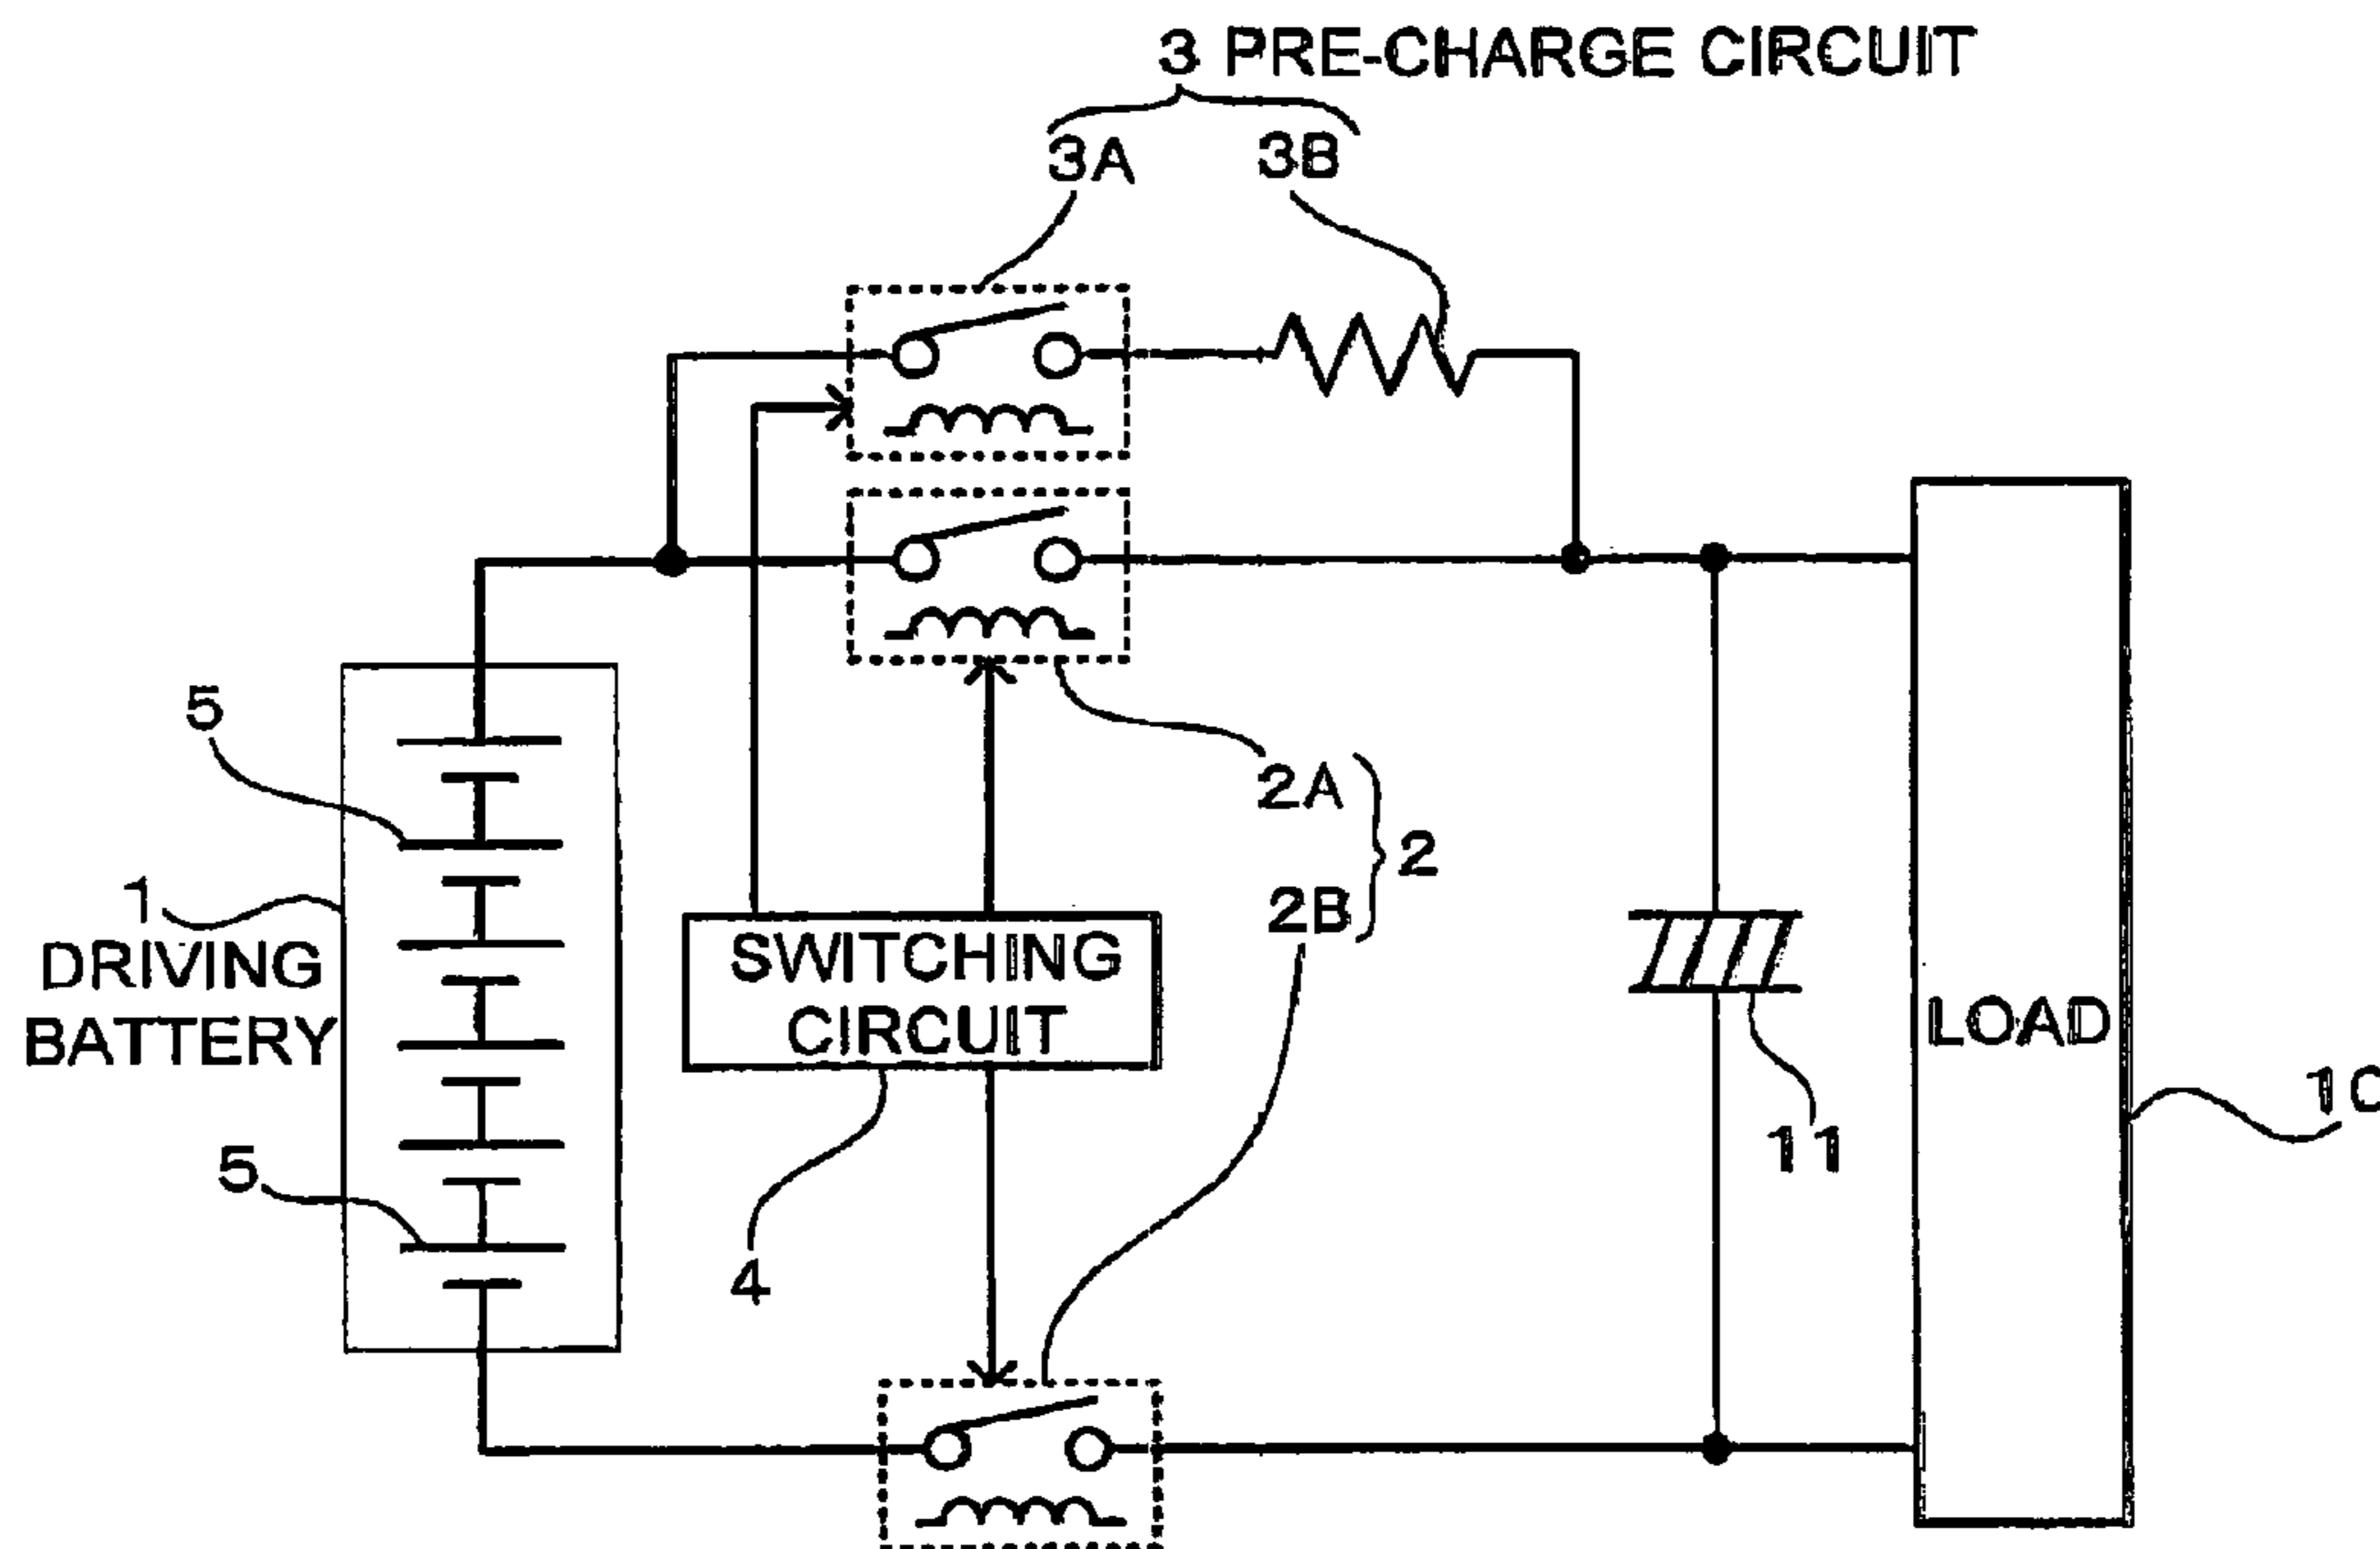 3 PRE-CHARGE CIRCUIT
3A 3B
5
2A
2
2B
1
DRIVING
BATTERY
SWITCHING
CIRCUIT
LOAD
11
5
4